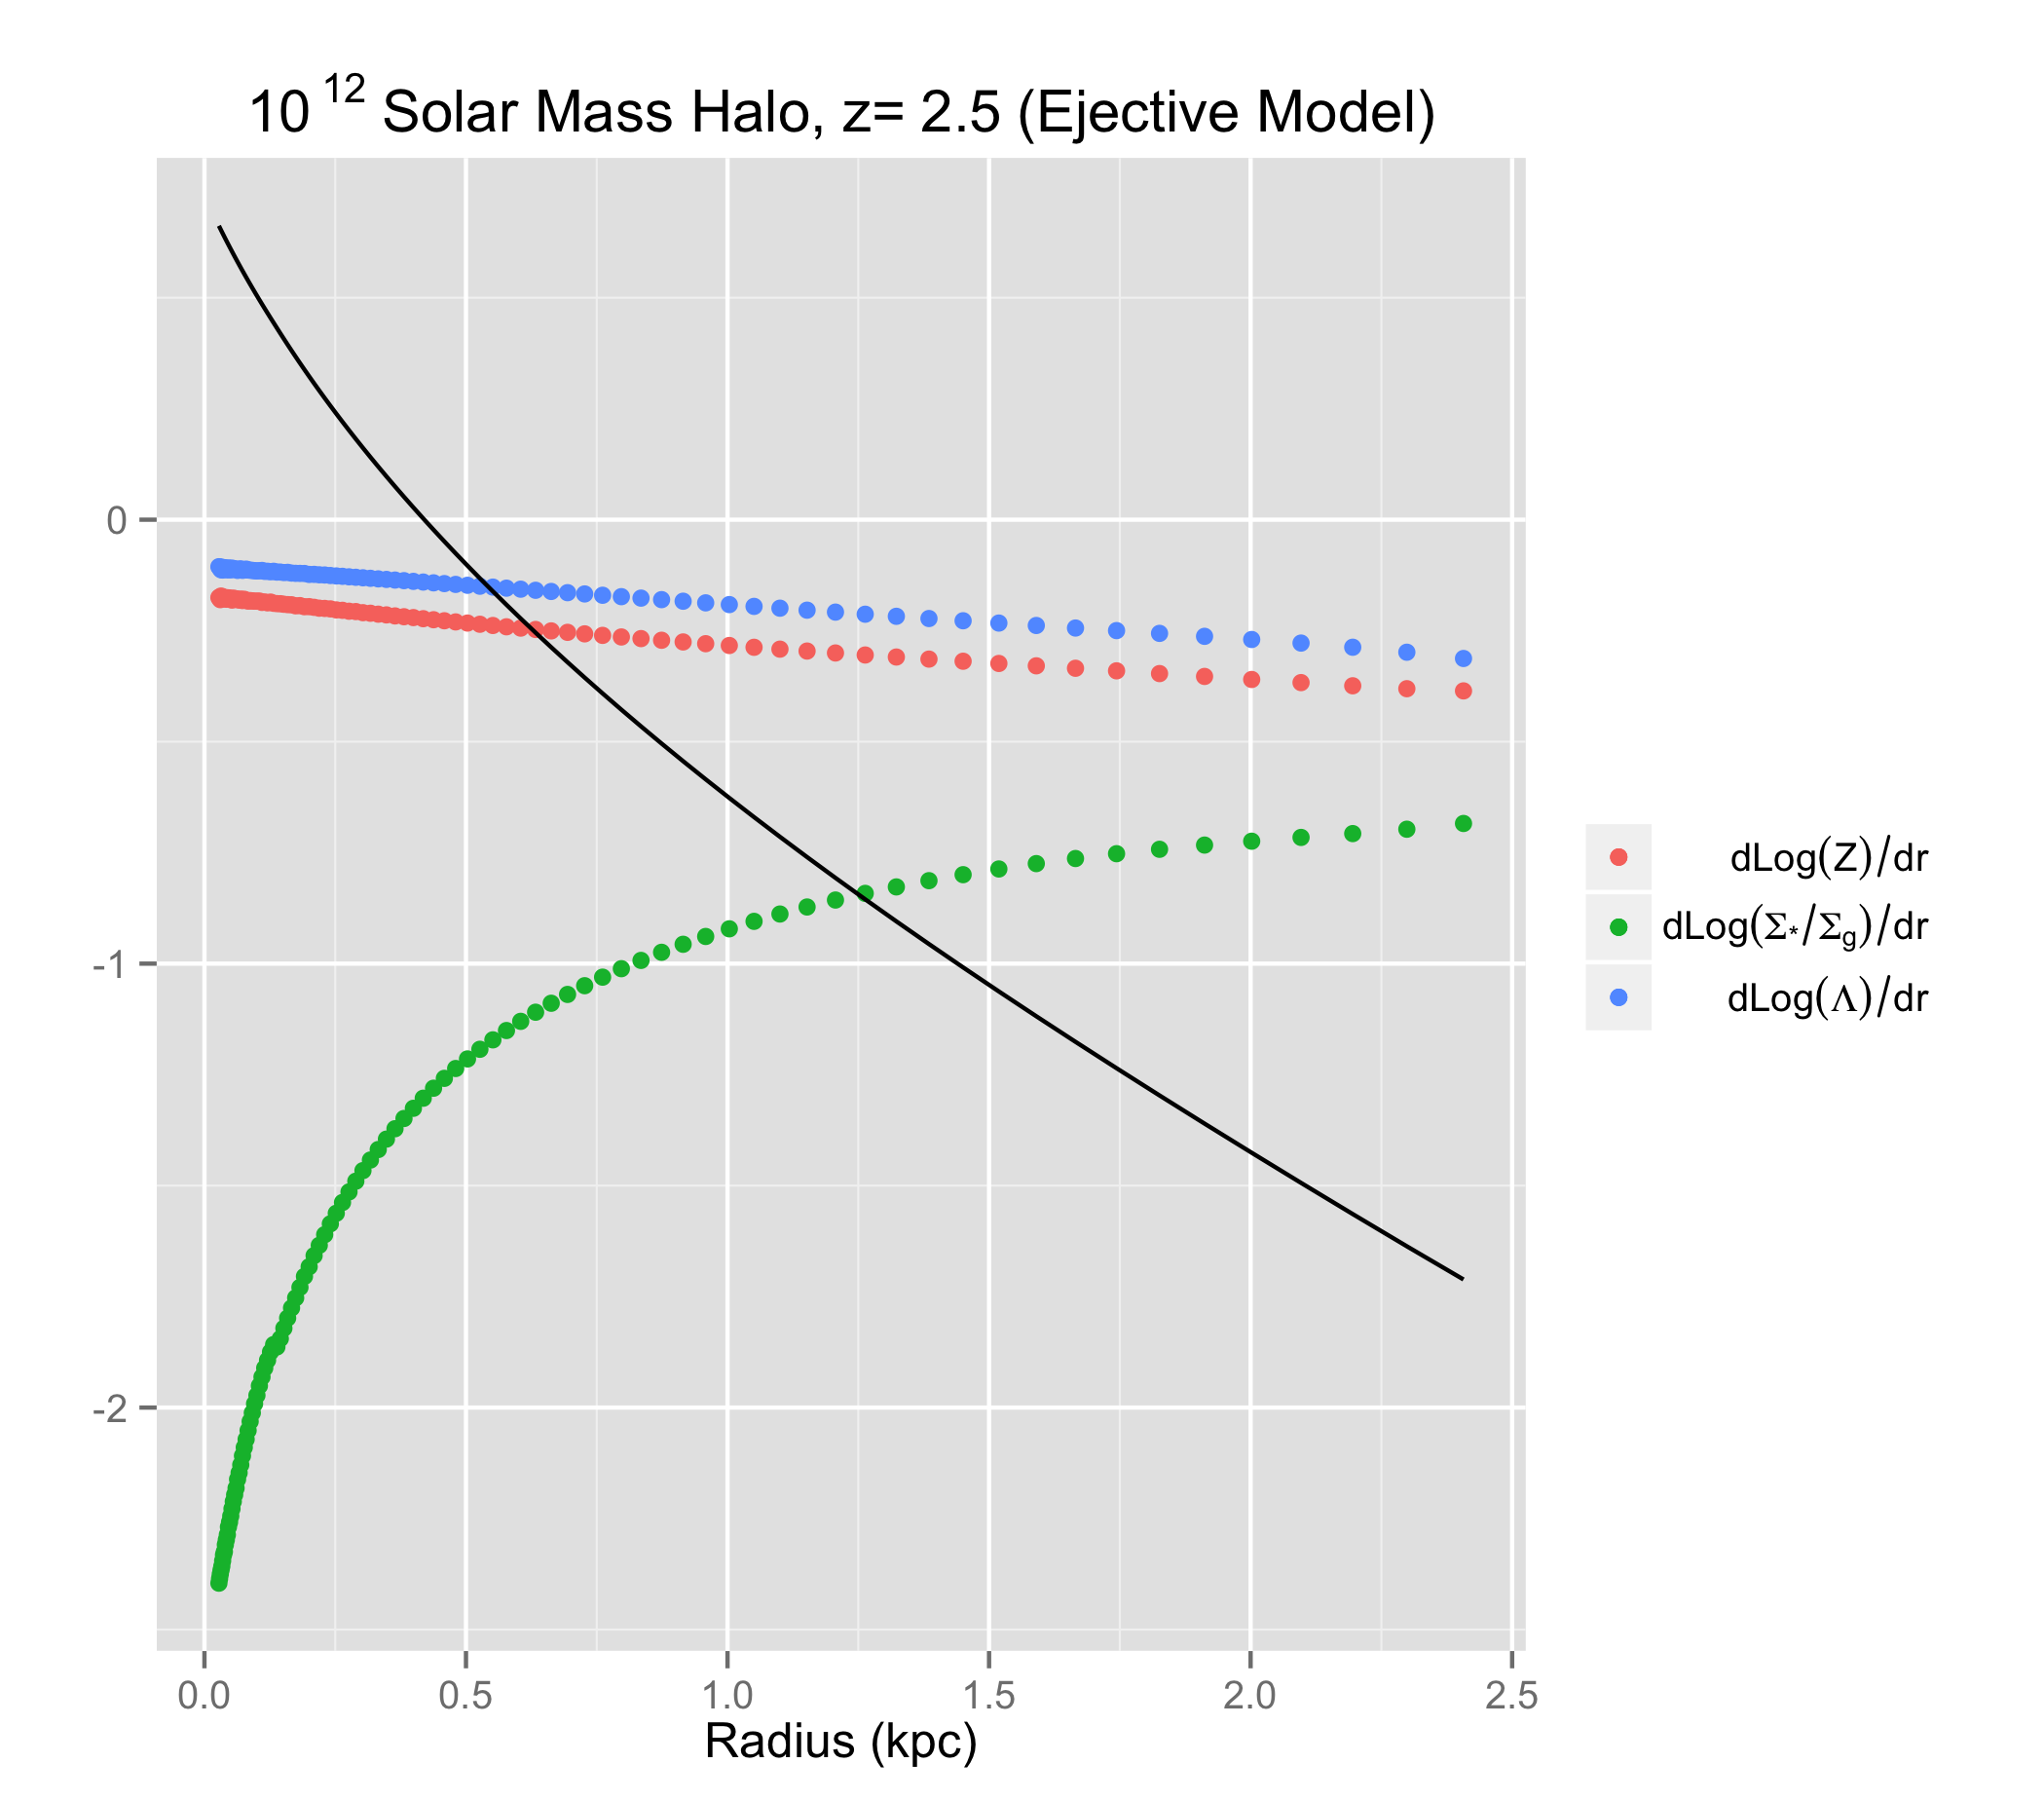 10^12 Solar Mass Halo, z= 2.5 (Ejective Model)
0
-1
-2
0.0 0.5 1.0 1.5 2.0 2.5
Radius (kpc)
dLog(Z)/dr
dLog(Σ*/Σg)/dr
dLog(Λ)/dr